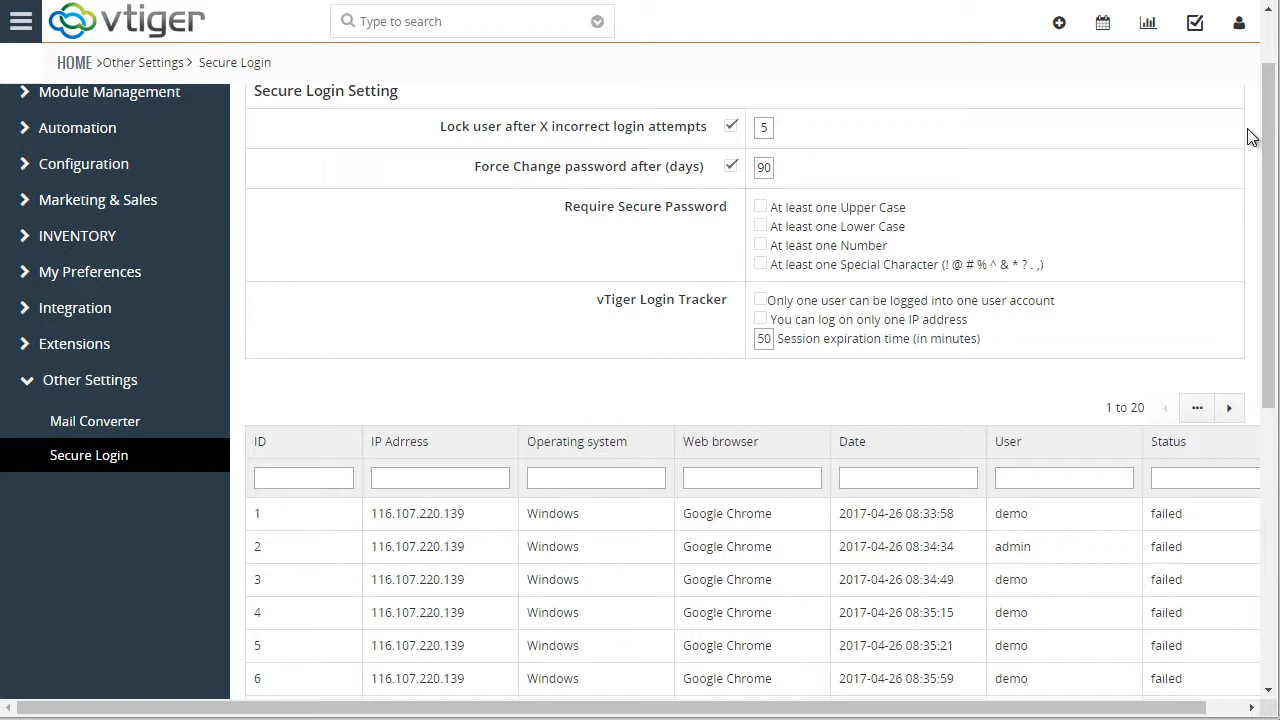 vtiger
Type to search
HOME >Other Settings > Secure Login
Module Management
Automation
Configuration
Marketing & Sales
INVENTORY
My Preferences
Integration
Extensions
Other Settings
Mail Converter
Secure Login
Secure Login Setting
Lock user after X incorrect login attempts 5
Force Change password after (days) 90
Require Secure Password
At least one Upper Case
At least one Lower Case
At least one Number
At least one Special Character (! @ # % ^ & * ? . ,)
vTiger Login Tracker
Only one user can be logged into one user account
You can log on only one IP address
50 Session expiration time (in minutes)
1 to 20
ID IP Adrress Operating system Web browser Date User Status
1 116.107.220.139 Windows Google Chrome 2017-04-26 08:33:58 demo failed
2 116.107.220.139 Windows Google Chrome 2017-04-26 08:34:34 admin failed
3 116.107.220.139 Windows Google Chrome 2017-04-26 08:34:49 demo failed
4 116.107.220.139 Windows Google Chrome 2017-04-26 08:35:15 demo failed
5 116.107.220.139 Windows Google Chrome 2017-04-26 08:35:21 demo failed
6 116.107.220.139 Windows Google Chrome 2017-04-26 08:35:59 demo failed